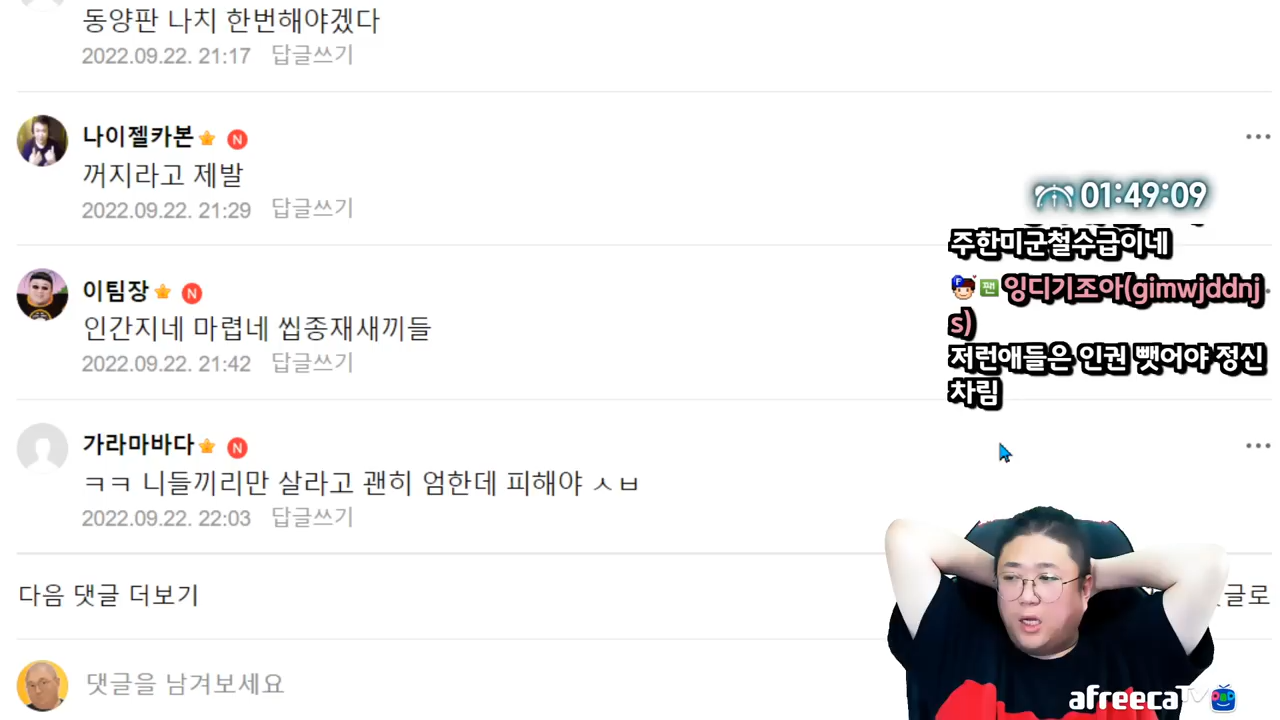 동양판 나치 한번해야겠다
2022.09.22. 21:17 답글쓰기
나이젤카본 N
꺼지라고 제발
2022.09.22. 21:29 답글쓰기
01:49:09
주한미군철수급이네
팬 잉디기조아(gimwjddnj
s)
저런애들은 인권 뺏어야 정신
차림
이팀장 N
인간지네 마렵네 씹종재새끼들
2022.09.22. 21:42 답글쓰기
가라마바다 N
ㅋㅋ 니들끼리만 살라고 괜히 엄한데 피해야 ㅅㅂ
2022.09.22. 22:03 답글쓰기
다음 댓글 더보기
글로
댓글을 남겨보세요
afreecaTV